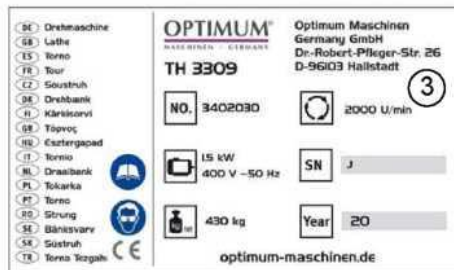 DE Drehmaschine
GB Lathe
ES Torno
FR Tour
CZ Soustruh
DK Drehbank
FI Kärkisorvi
GB Τόρνος
HU Esztergapad
IT Tornio
NL Draaibank
PL Tokarka
PT Torno
RO Strung
SE Bänksvarv
SK Sústruh
TR Torna Tezgahı
CE
OPTIMUM®
MASCHINEN - GERMANY
TH 3309
Optimum Maschinen
Germany GmbH
Dr.-Robert-Pfleger-Str. 26
D-96103 Hallstadt
3
NO. 3402030
2000 U/min
1.5 kW
400 V ~50 Hz
SN J
kg
430 kg
Year 20
optimum-maschinen.de